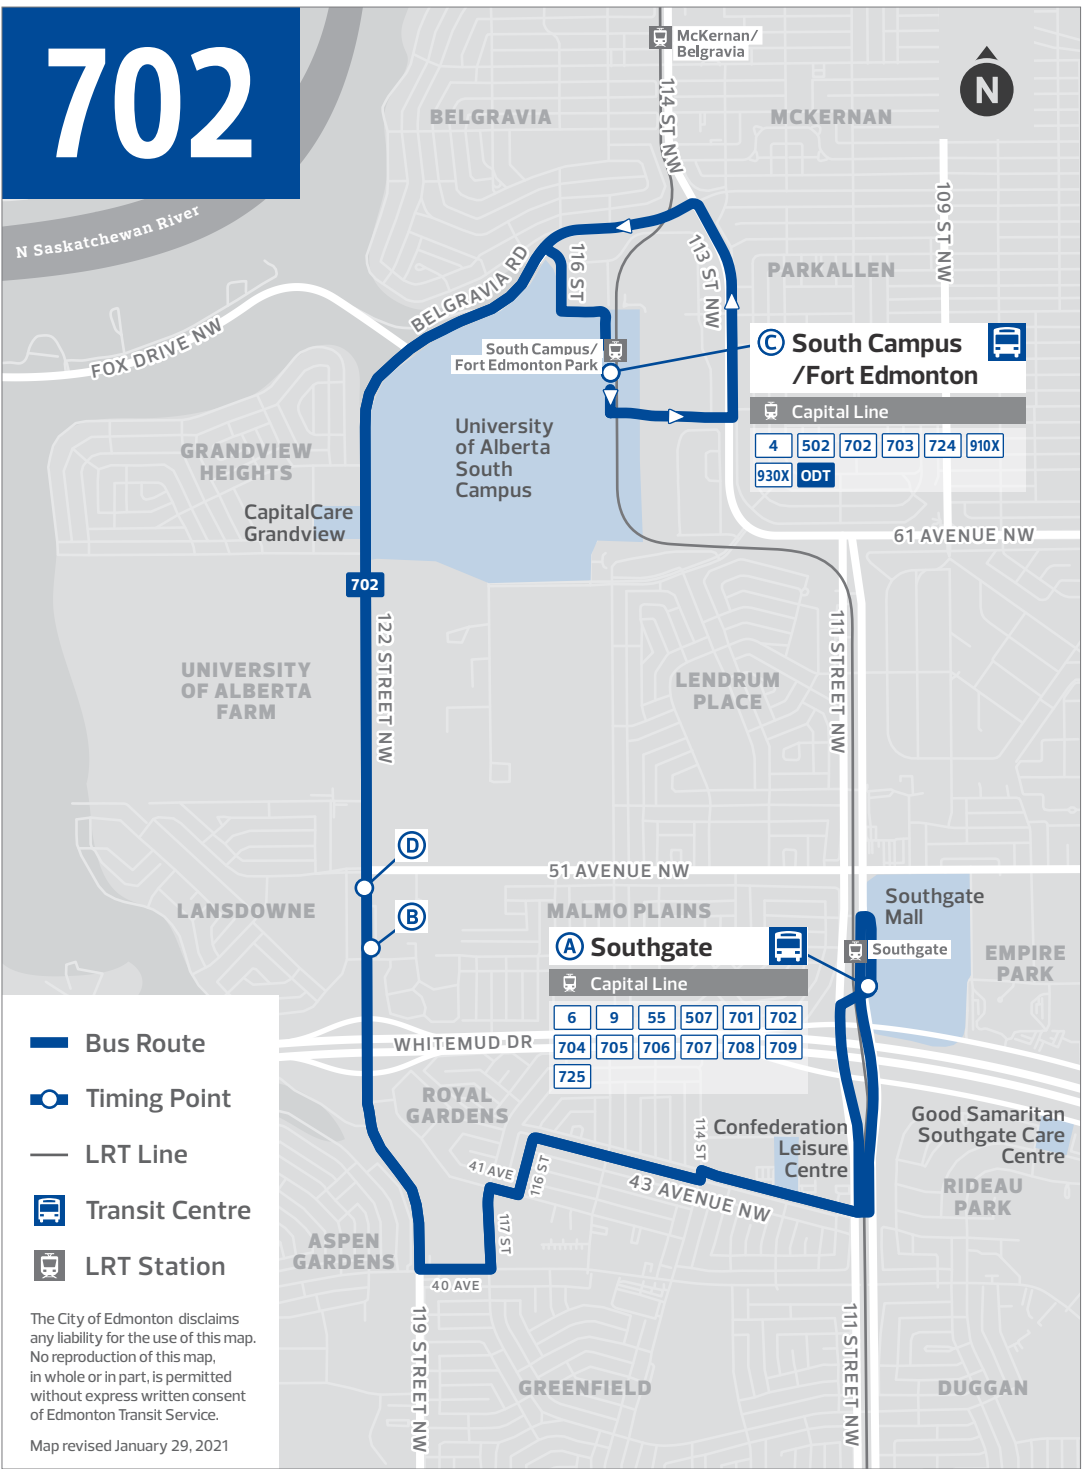 702
N Saskatchewan River
McKernan/
Belgravia
N
BELGRAVIA
MCKERNAN
114 ST NW
109 ST NW
113 ST NW
PARKALLEN
116 ST
BELGRAVIA RD
FOX DRIVE NW
South Campus/
Fort Edmonton Park
C South Campus
/Fort Edmonton
Capital Line
4 502 702 703 724 910X
930X ODT
University
of Alberta
South
Campus
GRANDVIEW
HEIGHTS
CapitalCare
Grandview
61 AVENUE NW
702
122 STREET NW
111 STREET NW
UNIVERSITY
OF ALBERTA
FARM
LENDRUM
PLACE
D
51 AVENUE NW
B
LANSDOWNE
MALMO PLAINS
Southgate
Mall
A Southgate
Southgate
EMPIRE
PARK
Capital Line
6 9 55 507 701 702
704 705 706 707 708 709
725
WHITEMUD DR
ROYAL
GARDENS
Confederation
Leisure
Centre
Good Samaritan
Southgate Care
Centre
RIDEAU
PARK
114 ST
41 AVE
116 ST
43 AVENUE NW
117 ST
ASPEN
GARDENS
40 AVE
119 STREET NW
111 STREET NW
GREENFIELD
DUGGAN
Bus Route
Timing Point
LRT Line
Transit Centre
LRT Station
The City of Edmonton disclaims
any liability for the use of this map.
No reproduction of this map,
in whole or in part, is permitted
without express written consent
of Edmonton Transit Service.
Map revised January 29, 2021